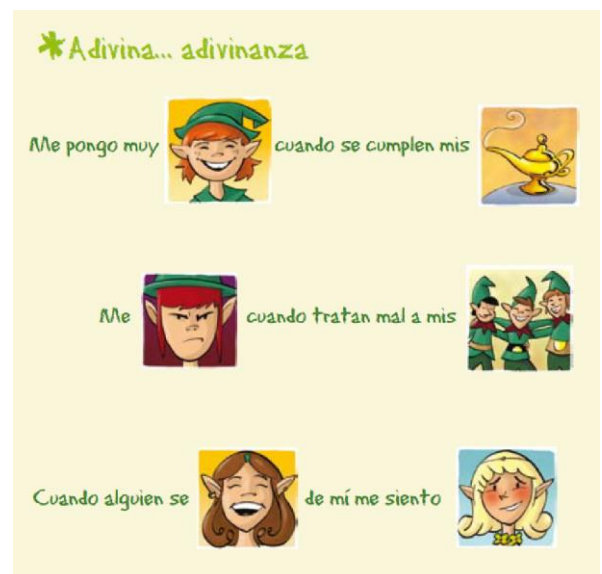 *Adivina... adivinanza
Me pongo muy cuando se cumplen mis
Me cuando tratan mal a mis
Cuando alguien se de mí me siento